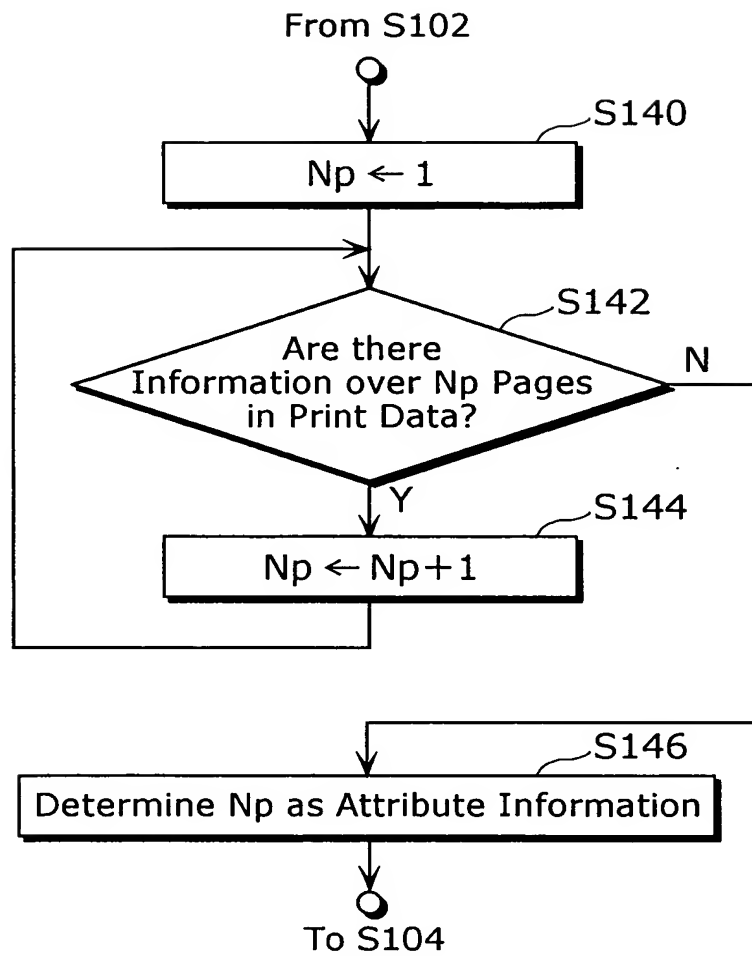 From S102
S140
Np ← 1
S142
Are there
Information over Np Pages
in Print Data?
N
Y
S144
Np ← Np+1
S146
Determine Np as Attribute Information
To S104